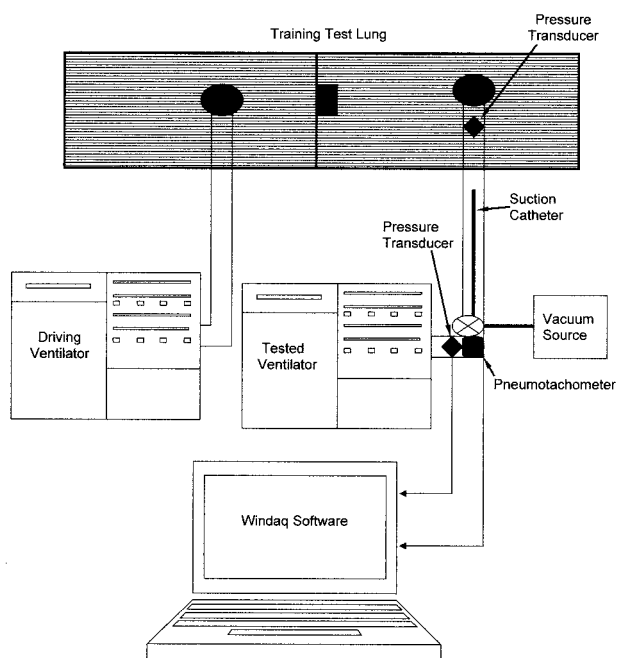 Training Test Lung
Pressure
Transducer
Suction
Catheter
Pressure
Transducer
Driving
Ventilator
Tested
Ventilator
Vacuum
Source
Pneumotachometer
Windaq Software